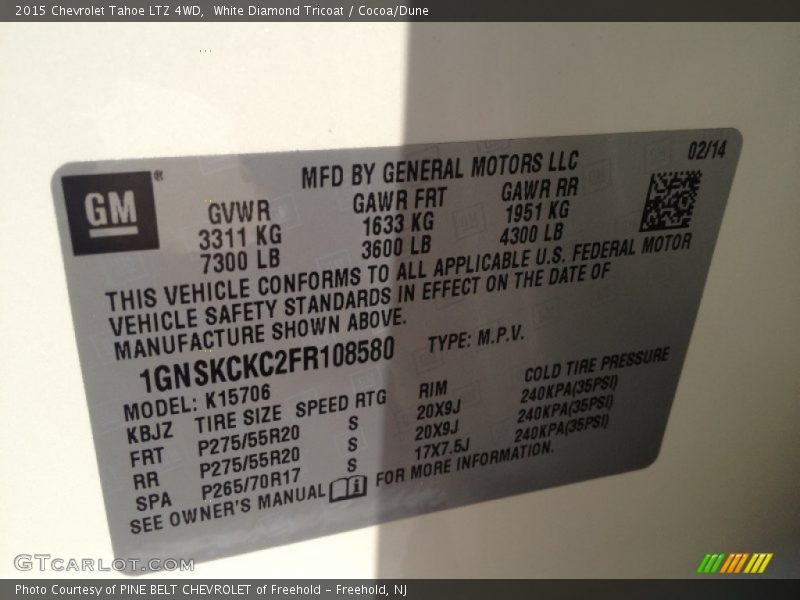 2015 Chevrolet Tahoe LTZ 4WD,  White Diamond Tricoat / Cocoa/Dune
GM®
MFD BY GENERAL MOTORS LLC
02/14
GVWR GAWR FRT GAWR RR
3311 KG 1633 KG 1951 KG
7300 LB 3600 LB 4300 LB
THIS VEHICLE CONFORMS TO ALL APPLICABLE U.S. FEDERAL MOTOR
VEHICLE SAFETY STANDARDS IN EFFECT ON THE DATE OF
MANUFACTURE SHOWN ABOVE.
1GNSKCKC2FR108580 TYPE: M.P.V.
MODEL: K15706
KBJZ TIRE SIZE SPEED RTG RIM COLD TIRE PRESSURE
FRT P275/55R20 S 20X9J 240KPA(35PSI)
RR P275/55R20 S 20X9J 240KPA(35PSI)
SPA P265/70R17 S 17X7.5J 240KPA(35PSI)
SEE OWNER'S MANUAL i FOR MORE INFORMATION.
GTcarlot.com
Photo Courtesy of PINE BELT CHEVROLET of Freehold - Freehold, NJ